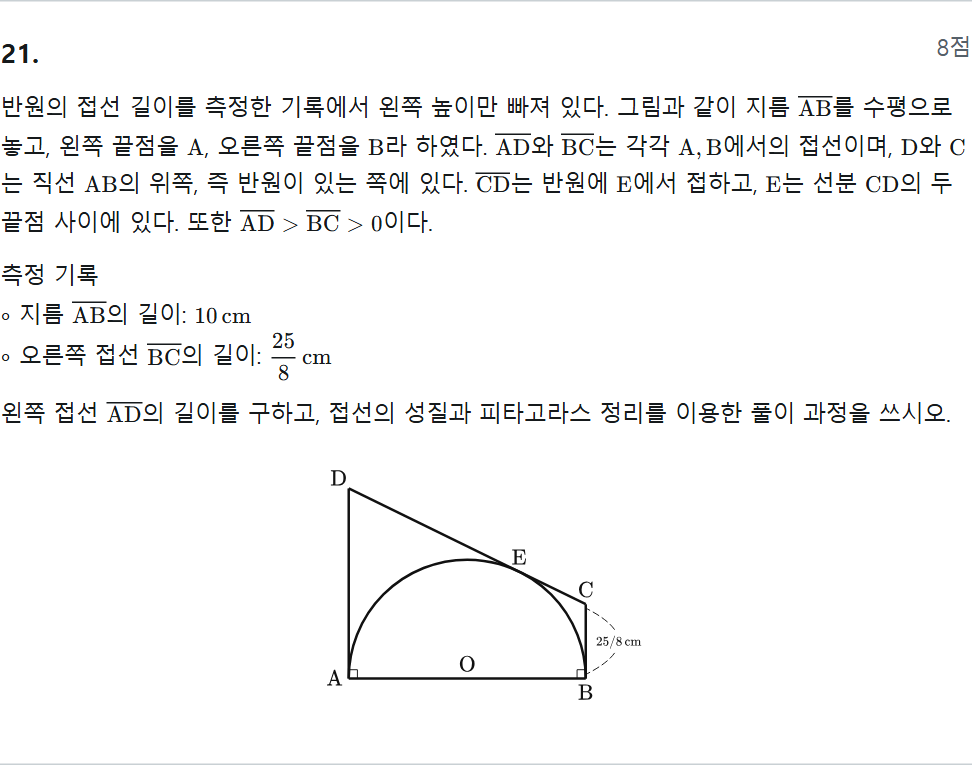 21.
8점
반원의 접선 길이를 측정한 기록에서 왼쪽 높이만 빠져 있다. 그림과 같이 지름 AB를 수평으로
놓고, 왼쪽 끝점을 A, 오른쪽 끝점을 B라 하였다. AD와 BC는 각각 A, B에서의 접선이며, D와 C
는 직선 AB의 위쪽, 즉 반원이 있는 쪽에 있다. CD는 반원에 E에서 접하고, E는 선분 CD의 두
끝점 사이에 있다. 또한 AD > BC > 0이다.
측정 기록
∘ 지름 AB의 길이: 10 cm
∘ 오른쪽 접선 BC의 길이: 25/8 cm
왼쪽 접선 AD의 길이를 구하고, 접선의 성질과 피타고라스 정리를 이용한 풀이 과정을 쓰시오.
D
E
C
25/8 cm
O
A
B